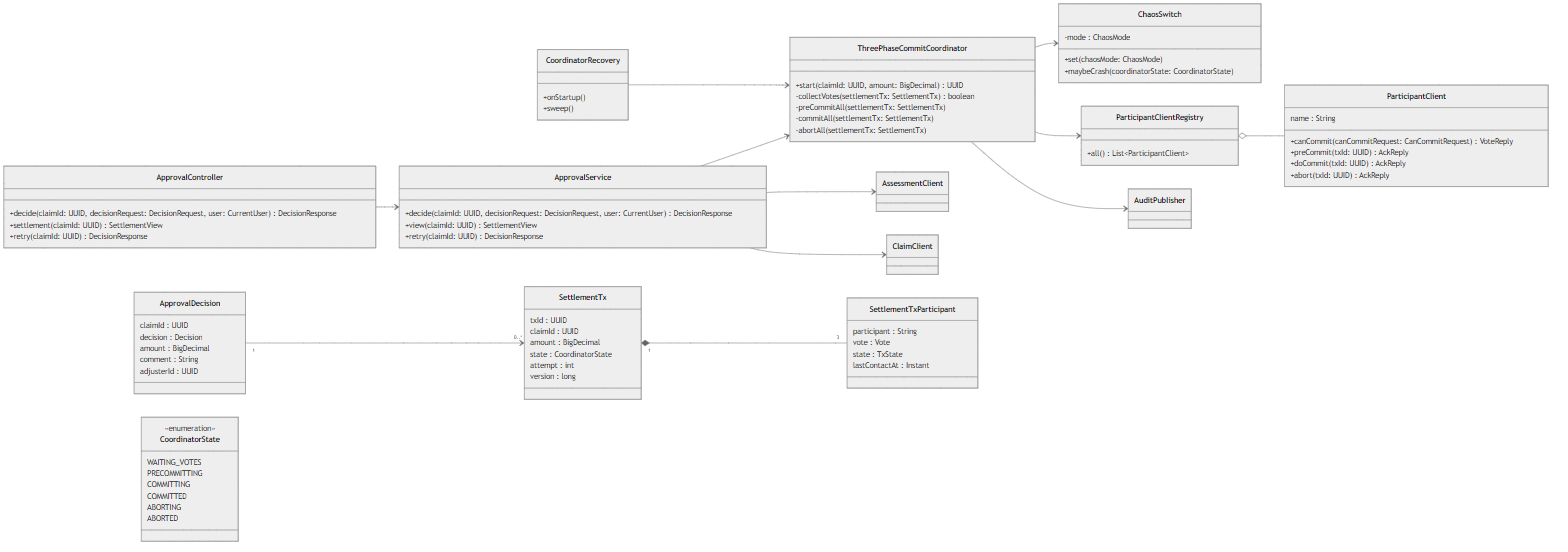 ChaosSwitch
-mode : ChaosMode
+set(chaosMode: ChaosMode)
+maybeCrash(coordinatorState: CoordinatorState)
ThreePhaseCommitCoordinator
+start(claimId: UUID, amount: BigDecimal) : UUID
-collectVotes(settlementTx: SettlementTx) : boolean
-preCommitAll(settlementTx: SettlementTx)
-commitAll(settlementTx: SettlementTx)
-abortAll(settlementTx: SettlementTx)
CoordinatorRecovery
+onStartup()
+sweep()
ParticipantClient
name : String
+canCommit(canCommitRequest: CanCommitRequest) : VoteReply
+preCommit(txId: UUID) : AckReply
+doCommit(txId: UUID) : AckReply
+abort(txId: UUID) : AckReply
ParticipantClientRegistry
+all() : List<ParticipantClient>
ApprovalController
+decide(claimId: UUID, decisionRequest: DecisionRequest, user: CurrentUser) : DecisionResponse
+settlement(claimId: UUID) : SettlementView
+retry(claimId: UUID) : DecisionResponse
ApprovalService
+decide(claimId: UUID, decisionRequest: DecisionRequest, user: CurrentUser) : DecisionResponse
+view(claimId: UUID) : SettlementView
+retry(claimId: UUID) : DecisionResponse
AssessmentClient
AuditPublisher
ClaimClient
ApprovalDecision
claimId : UUID
decision : Decision
amount : BigDecimal
comment : String
adjusterId : UUID
1
0..*
SettlementTx
txId : UUID
claimId : UUID
amount : BigDecimal
state : CoordinatorState
attempt : int
version : long
1
3
SettlementTxParticipant
participant : String
vote : Vote
state : TxState
lastContactAt : Instant
«enumeration»
CoordinatorState
WAITING_VOTES
PRECOMMITTING
COMMITTING
COMMITTED
ABORTING
ABORTED